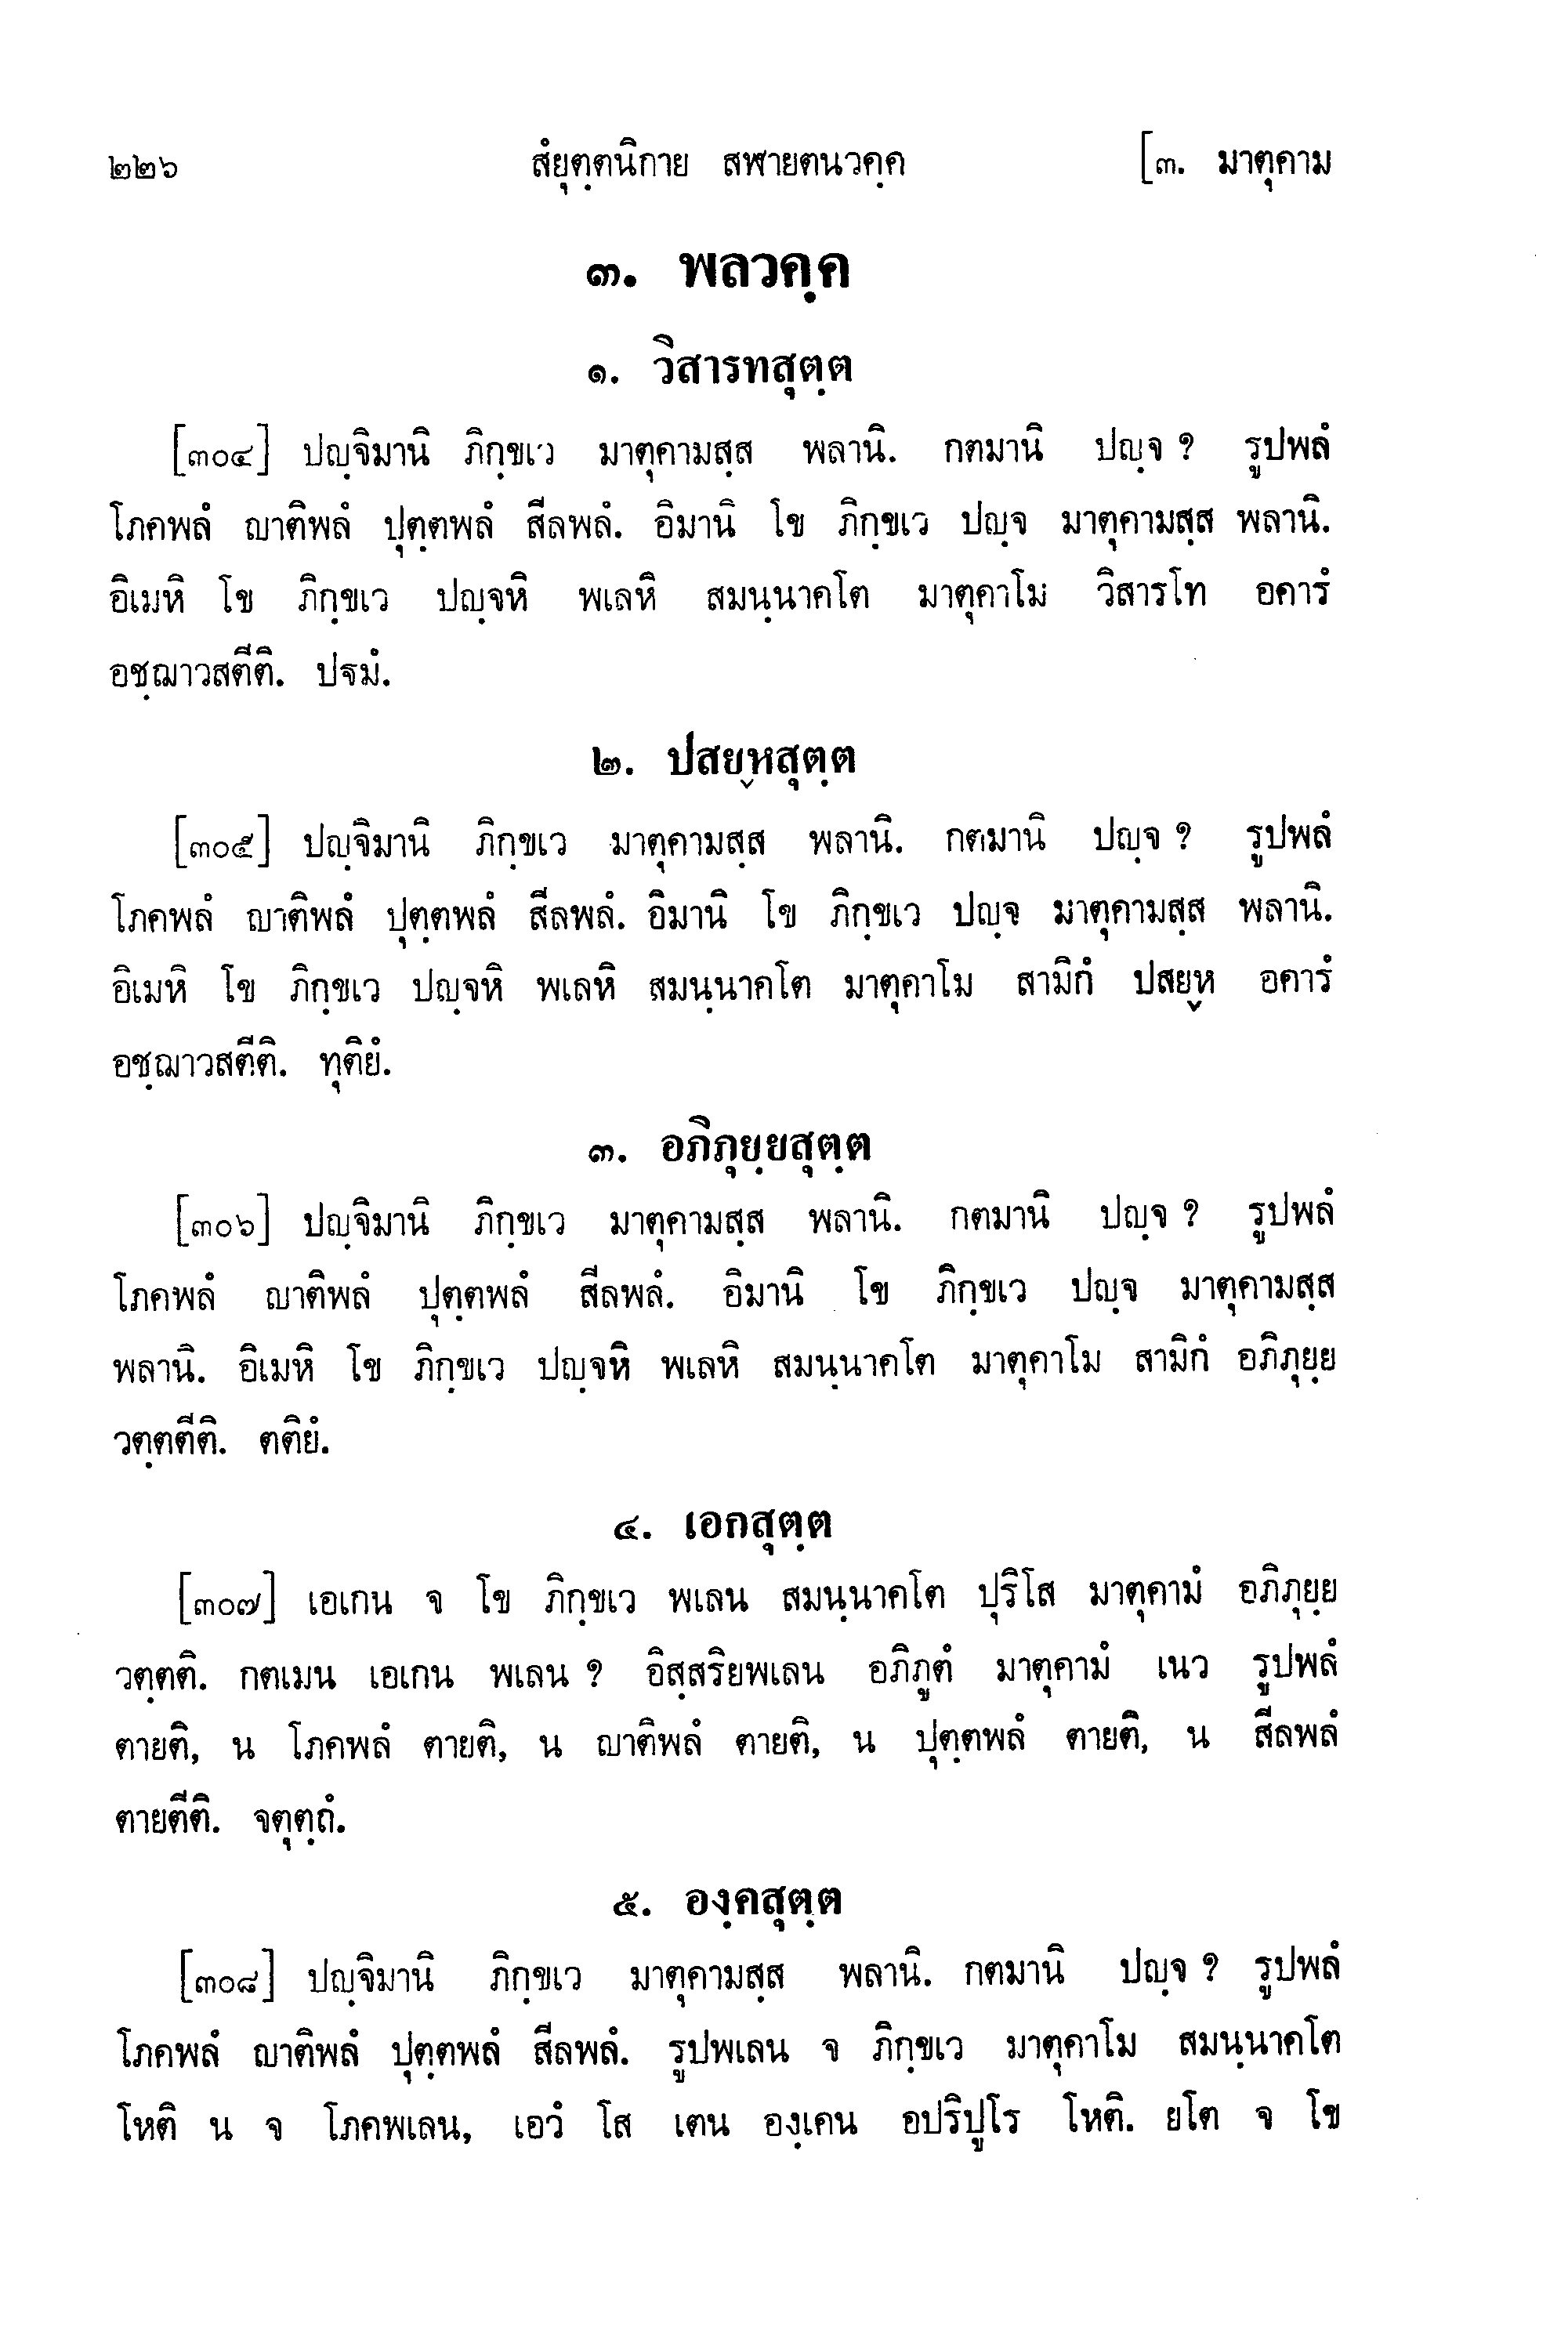 ๒๒๖ สํยุตฺตนิกาย สฬายตนวคฺค [๓. มาตุคาม
๓. พลวคฺค
๑. วิสารทสุตฺต
[๓๐๔] ปญฺจิมานิ ภิกฺขเว มาตุคามสฺส พลานิ. กตมานิ ปญฺจ ? รูปพลํ
โภคพลํ ญาติพลํ ปุตฺตพลํ สีลพลํ. อิมานิ โข ภิกฺขเว ปญฺจ มาตุคามสฺส พลานิ.
อิเมหิ โข ภิกฺขเว ปญฺจหิ พเลหิ สมนฺนาคโต มาตุคาโม วิสารโท อคารํ
อชฺฌาวสตีติ. ปฐมํ.
๒. ปสยฺหสุตฺต
[๓๐๕] ปญฺจิมานิ ภิกฺขเว มาตุคามสฺส พลานิ. กตมานิ ปญฺจ ? รูปพลํ
โภคพลํ ญาติพลํ ปุตฺตพลํ สีลพลํ. อิมานิ โข ภิกฺขเว ปญฺจ มาตุคามสฺส พลานิ.
อิเมหิ โข ภิกฺขเว ปญฺจหิ พเลหิ สมนฺนาคโต มาตุคาโม สามิกํ ปสยฺห อคารํ
อชฺฌาวสตีติ. ทุติยํ.
๓. อภิภุยฺยสุตฺต
[๓๐๖] ปญฺจิมานิ ภิกฺขเว มาตุคามสฺส พลานิ. กตมานิ ปญฺจ ? รูปพลํ
โภคพลํ ญาติพลํ ปุตฺตพลํ สีลพลํ. อิมานิ โข ภิกฺขเว ปญฺจ มาตุคามสฺส
พลานิ. อิเมหิ โข ภิกฺขเว ปญฺจหิ พเลหิ สมนฺนาคโต มาตุคาโม สามิกํ อภิภุยฺย
วตฺตตีติ. ตติยํ.
๔. เอกสุตฺต
[๓๐๗] เอเกน จ โข ภิกฺขเว พเลน สมนฺนาคโต ปุริโส มาตุคามํ อภิภุยฺย
วตฺตติ. กตเมน เอเกน พเลน ? อิสฺสริยพเลน อภิภูตํ มาตุคามํ เนว รูปพลํ
ตายติ, น โภคพลํ ตายติ, น ญาติพลํ ตายติ, น ปุตฺตพลํ ตายติ, น สีลพลํ
ตายตีติ. จตุตฺถํ.
๕. องฺคสุตฺต
[๓๐๘] ปญฺจิมานิ ภิกฺขเว มาตุคามสฺส พลานิ. กตมานิ ปญฺจ ? รูปพลํ
โภคพลํ ญาติพลํ ปุตฺตพลํ สีลพลํ. รูปพเลน จ ภิกฺขเว มาตุคาโม สมนฺนาคโต
โหติ น จ โภคพเลน, เอวํ โส เตน องฺเคน อปริปูโร โหติ. ยโต จ โข